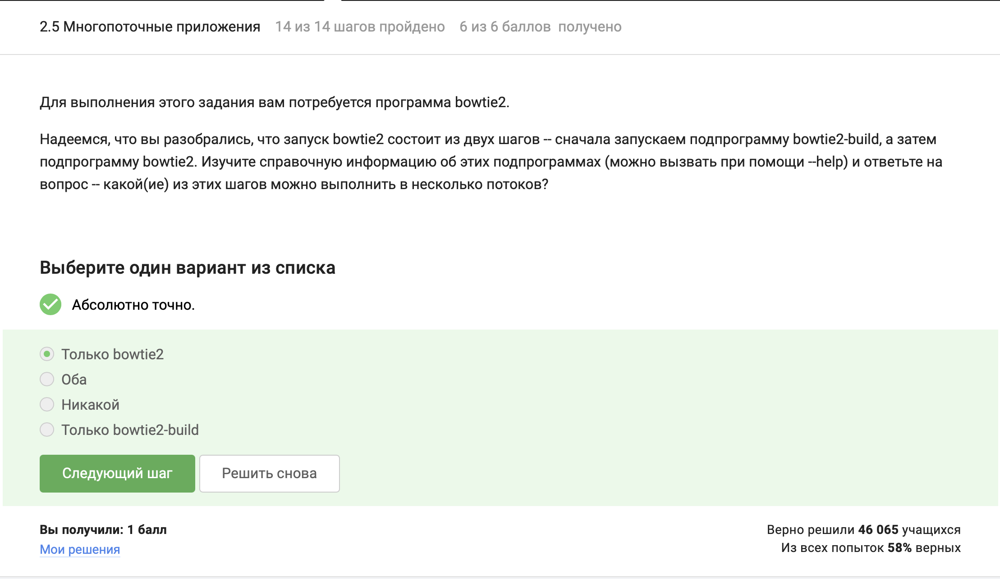 2.5 Многопоточные приложения 14 из 14 шагов пройдено 6 из 6 баллов получено
Для выполнения этого задания вам потребуется программа bowtie2.
Надеемся, что вы разобрались, что запуск bowtie2 состоит из двух шагов -- сначала запускаем подпрограмму bowtie2-build, а затем
подпрограмму bowtie2. Изучите справочную информацию об этих подпрограммах (можно вызвать при помощи --help) и ответьте на
вопрос -- какой(ие) из этих шагов можно выполнить в несколько потоков?
Выберите один вариант из списка
Абсолютно точно.
Только bowtie2
Оба
Никакой
Только bowtie2-build
Следующий шаг Решить снова
Вы получили: 1 балл
Мои решения
Верно решили 46 065 учащихся
Из всех попыток 58% верных